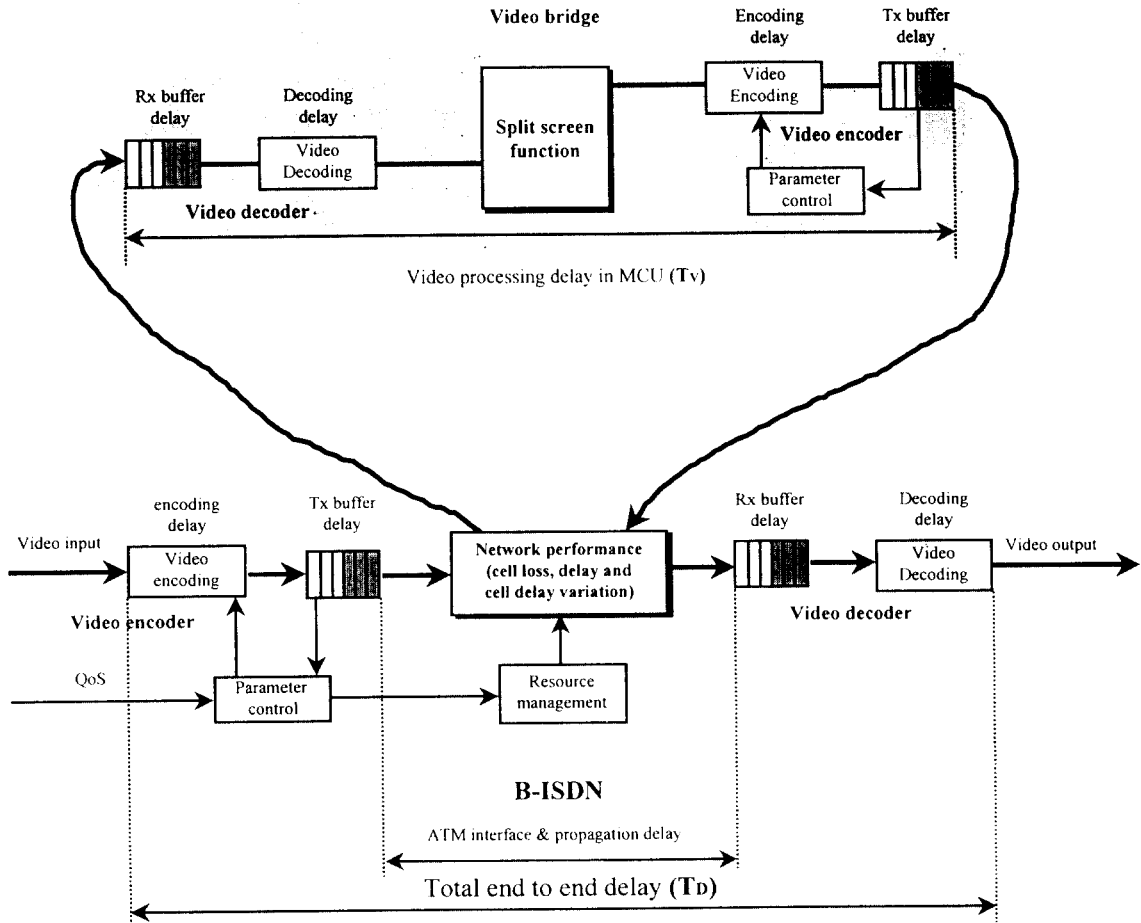 Video bridge
Encoding
delay
Tx buffer
delay
Rx buffer
delay
Decoding
delay
Video
Encoding
Split screen
function
Video encoder
Video
Decoding
Parameter
control
Video decoder
Video processing delay in MCU (Tv)
encoding
delay
Tx buffer
delay
Rx buffer
delay
Decoding
delay
Video input
Video
encoding
Network performance
(cell loss, delay and
cell delay variation)
Video
Decoding
Video output
Video encoder
Video decoder
QoS
Parameter
control
Resource
management
B-ISDN
ATM interface & propagation delay
Total end to end delay (TD)